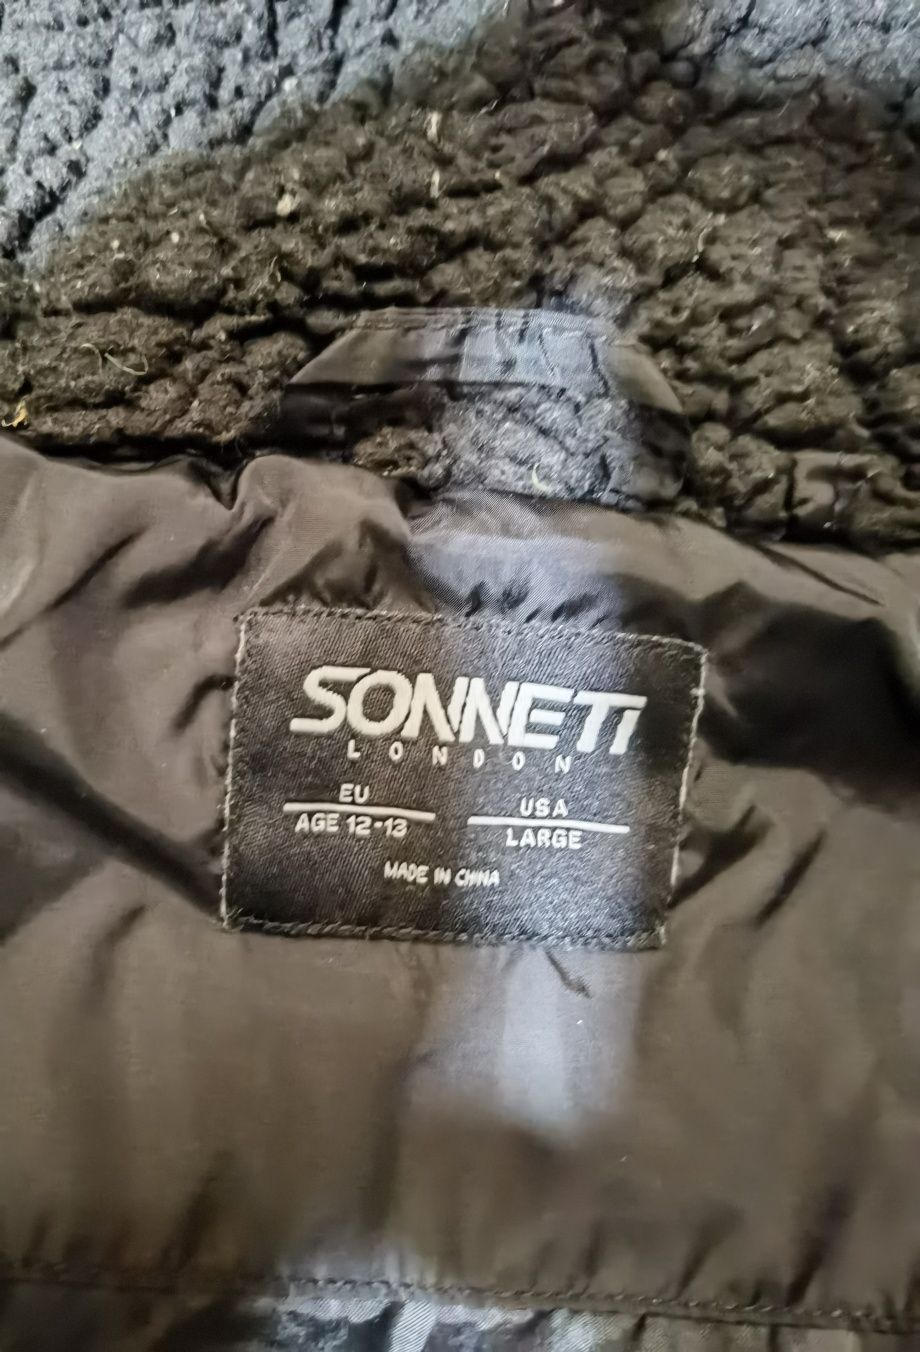 SONNETI
LONDON
EU
AGE 12-13
USA
LARGE
MADE IN CHINA